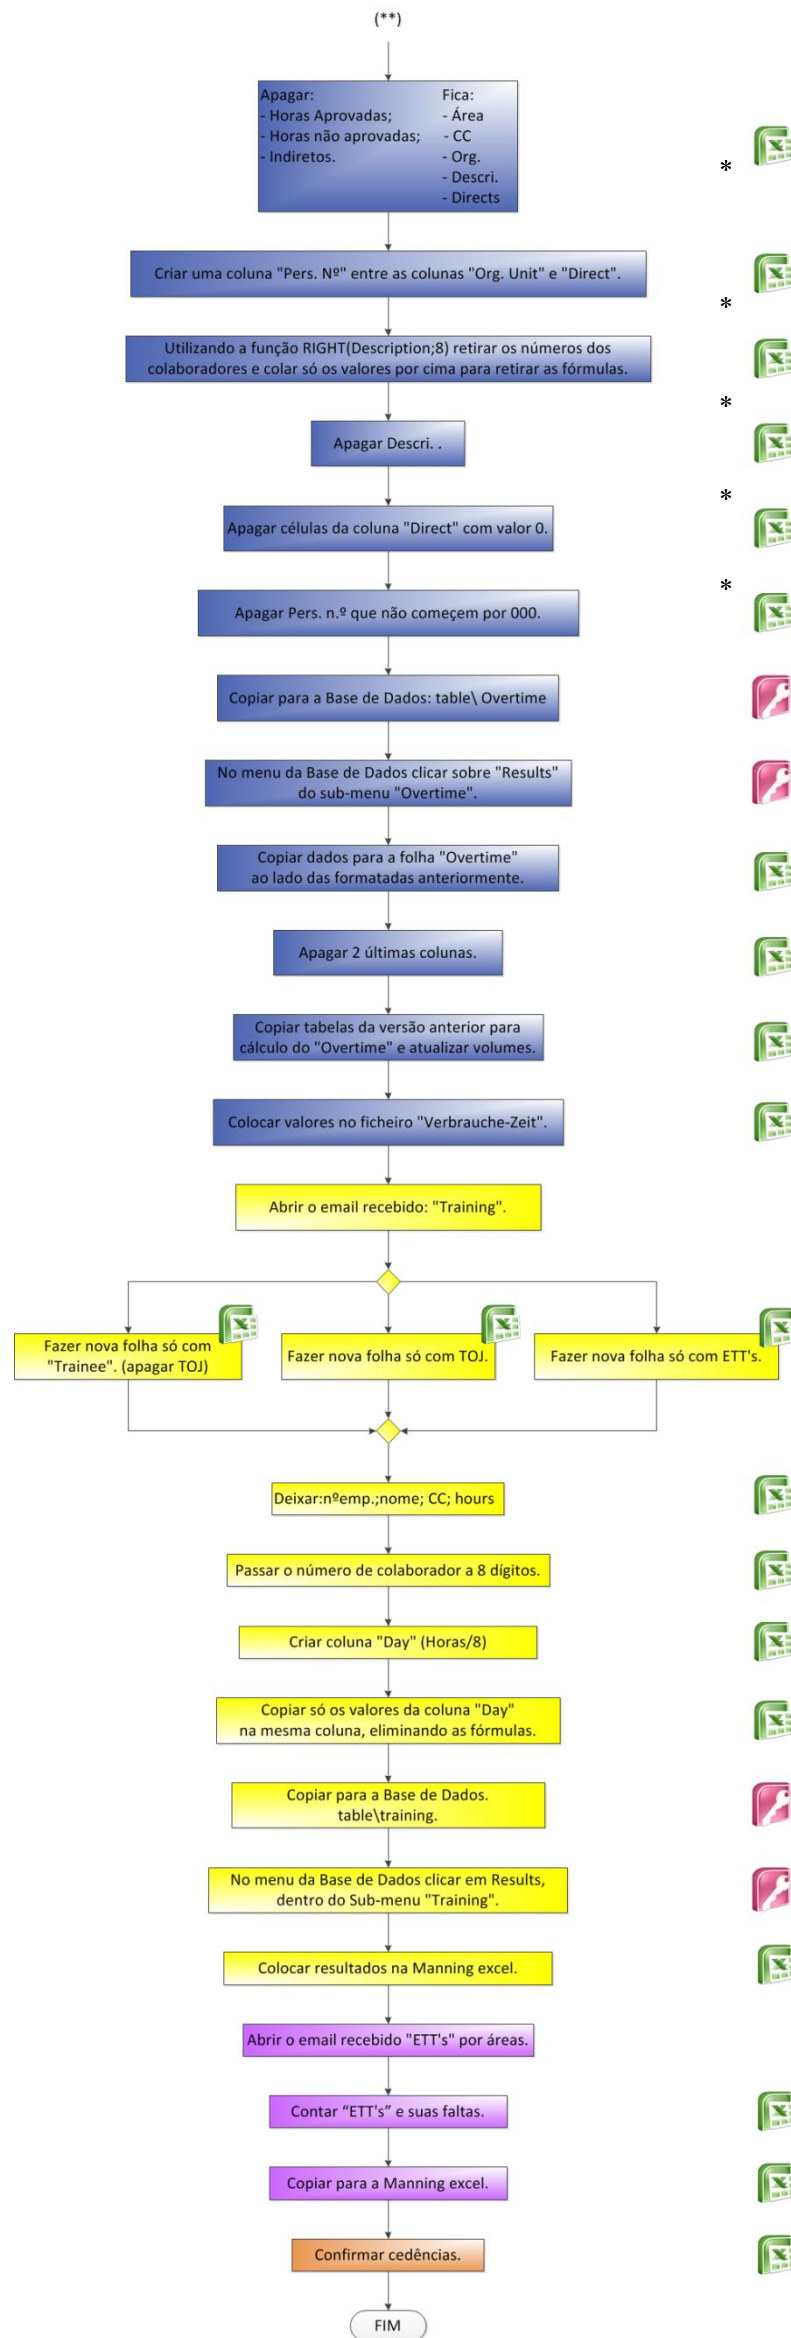 (**)
Apagar:
- Horas Aprovadas;
- Horas não aprovadas;
- Indiretos.
Fica:
- Área
- CC
- Org.
- Descri.
- Directs
*
Criar uma coluna "Pers. Nº" entre as colunas "Org. Unit" e "Direct".
*
Utilizando a função RIGHT(Description;8) retirar os números dos
colaboradores e colar só os valores por cima para retirar as fórmulas.
*
Apagar Descri. .
*
Apagar células da coluna "Direct" com valor 0.
*
Apagar Pers. n.º que não começem por 000.
Copiar para a Base de Dados: table\ Overtime
No menu da Base de Dados clicar sobre "Results"
do sub-menu "Overtime".
Copiar dados para a folha "Overtime"
ao lado das formatadas anteriormente.
Apagar 2 últimas colunas.
Copiar tabelas da versão anterior para
cálculo do "Overtime" e atualizar volumes.
Colocar valores no ficheiro "Verbrauche-Zeit".
Abrir o email recebido: "Training".
Fazer nova folha só com
"Trainee". (apagar TOJ)
Fazer nova folha só com TOJ.
Fazer nova folha só com ETT's.
Deixar:nºemp.;nome; CC; hours
Passar o número de colaborador a 8 dígitos.
Criar coluna "Day" (Horas/8)
Copiar só os valores da coluna "Day"
na mesma coluna, eliminando as fórmulas.
Copiar para a Base de Dados.
table\training.
No menu da Base de Dados clicar em Results,
dentro do Sub-menu "Training".
Colocar resultados na Manning excel.
Abrir o email recebido "ETT's" por áreas.
Contar “ETT's” e suas faltas.
Copiar para a Manning excel.
Confirmar cedências.
FIM